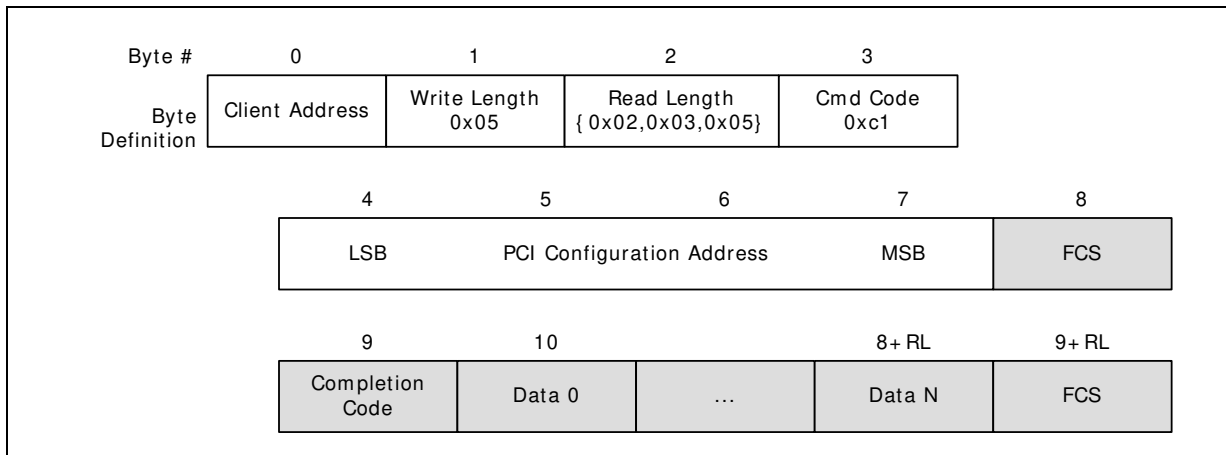 Byte # 0 1 2 3
Byte Definition
Client Address
Write Length
0x05
Read Length
{0x02,0x03,0x05}
Cmd Code
0xc1
4 5 6 7 8
LSB PCI Configuration Address MSB FCS
9 10 8+RL 9+RL
Completion
Code
Data 0 ... Data N FCS